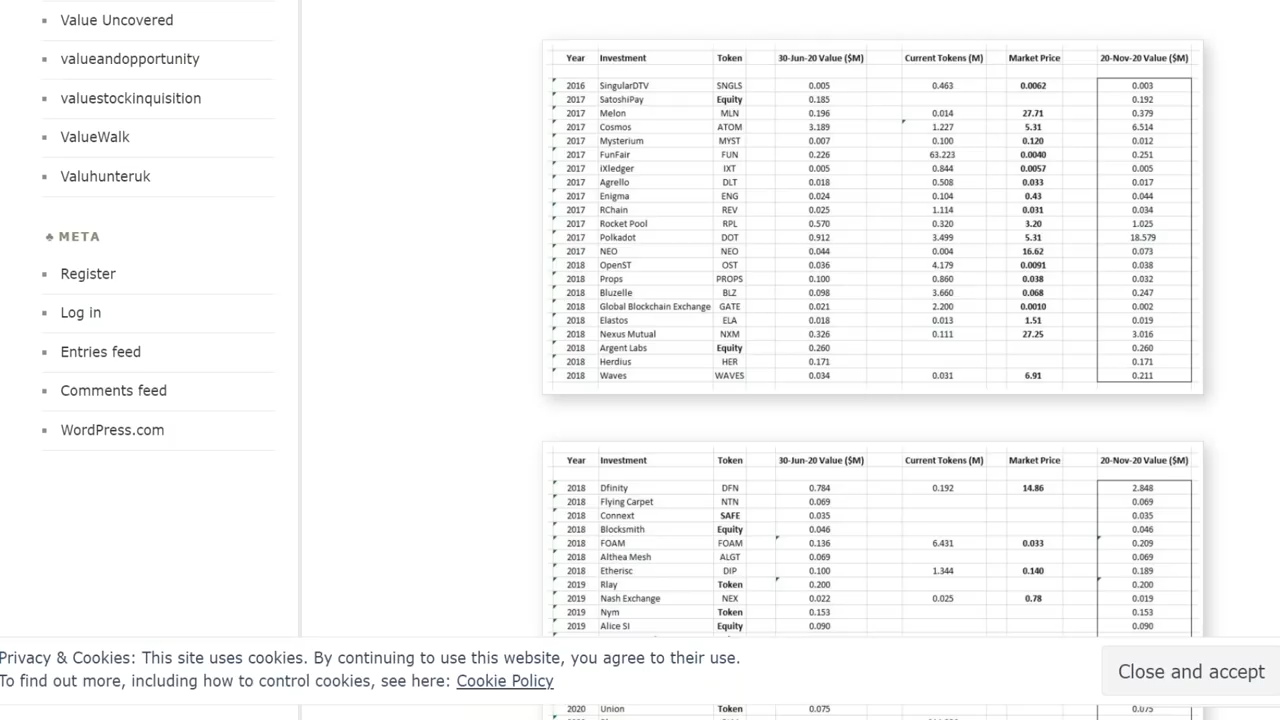 Value Uncovered
valueandopportunity
valuestockinquisition
ValueWalk
Valuhunteruk
♣ META
Register
Log in
Entries feed
Comments feed
WordPress.com
Year Investment Token 30-Jun-20 Value ($M) Current Tokens (M) Market Price 20-Nov-20 Value ($M)
2016 SingularDTV SNGLS 0.005 0.463 0.0062 0.003
2017 SatoshiPay Equity 0.185 0.192
2017 Melon MLN 0.196 0.014 27.71 0.379
2017 Cosmos ATOM 3.189 1.227 5.31 6.514
2017 Mysterium MYST 0.007 0.100 0.120 0.012
2017 FunFair FUN 0.226 63.223 0.0040 0.251
2017 iXledger IXT 0.005 0.844 0.0057 0.005
2017 Agrello DLT 0.018 0.508 0.033 0.017
2017 Enigma ENG 0.024 0.104 0.43 0.044
2017 RChain REV 0.025 1.114 0.031 0.034
2017 Rocket Pool RPL 0.570 0.320 3.20 1.025
2017 Polkadot DOT 0.912 3.499 5.31 18.579
2017 NEO NEO 0.044 0.004 16.62 0.073
2018 OpenST OST 0.036 4.179 0.0091 0.038
2018 Props PROPS 0.100 0.860 0.038 0.032
2018 Bluzelle BLZ 0.098 3.660 0.068 0.247
2018 Global Blockchain Exchange GATE 0.021 2.200 0.0010 0.002
2018 Elastos ELA 0.018 0.013 1.51 0.019
2018 Nexus Mutual NXM 0.326 0.111 27.25 3.016
2018 Argent Labs Equity 0.260 0.260
2018 Herdius HER 0.171 0.171
2018 Waves WAVES 0.034 0.031 6.91 0.211
Year Investment Token 30-Jun-20 Value ($M) Current Tokens (M) Market Price 20-Nov-20 Value ($M)
2018 Dfinity DFN 0.784 0.192 14.86 2.848
2018 Flying Carpet NTN 0.069 0.069
2018 Connext SAFE 0.035 0.035
2018 Blocksmith Equity 0.046 0.046
2018 FOAM FOAM 0.136 6.431 0.033 0.209
2018 Althea Mesh ALGT 0.069 0.069
2018 Etherisc DIP 0.100 1.344 0.140 0.189
2019 Rlay Token 0.200 0.200
2019 Nash Exchange NEX 0.022 0.025 0.78 0.019
2019 Nym Token 0.153 0.153
2019 Alice SI Equity 0.090 0.090
Privacy & Cookies: This site uses cookies. By continuing to use this website, you agree to their use.
To find out more, including how to control cookies, see here: Cookie Policy
Close and accept
2020 Union Token 0.075 0.075